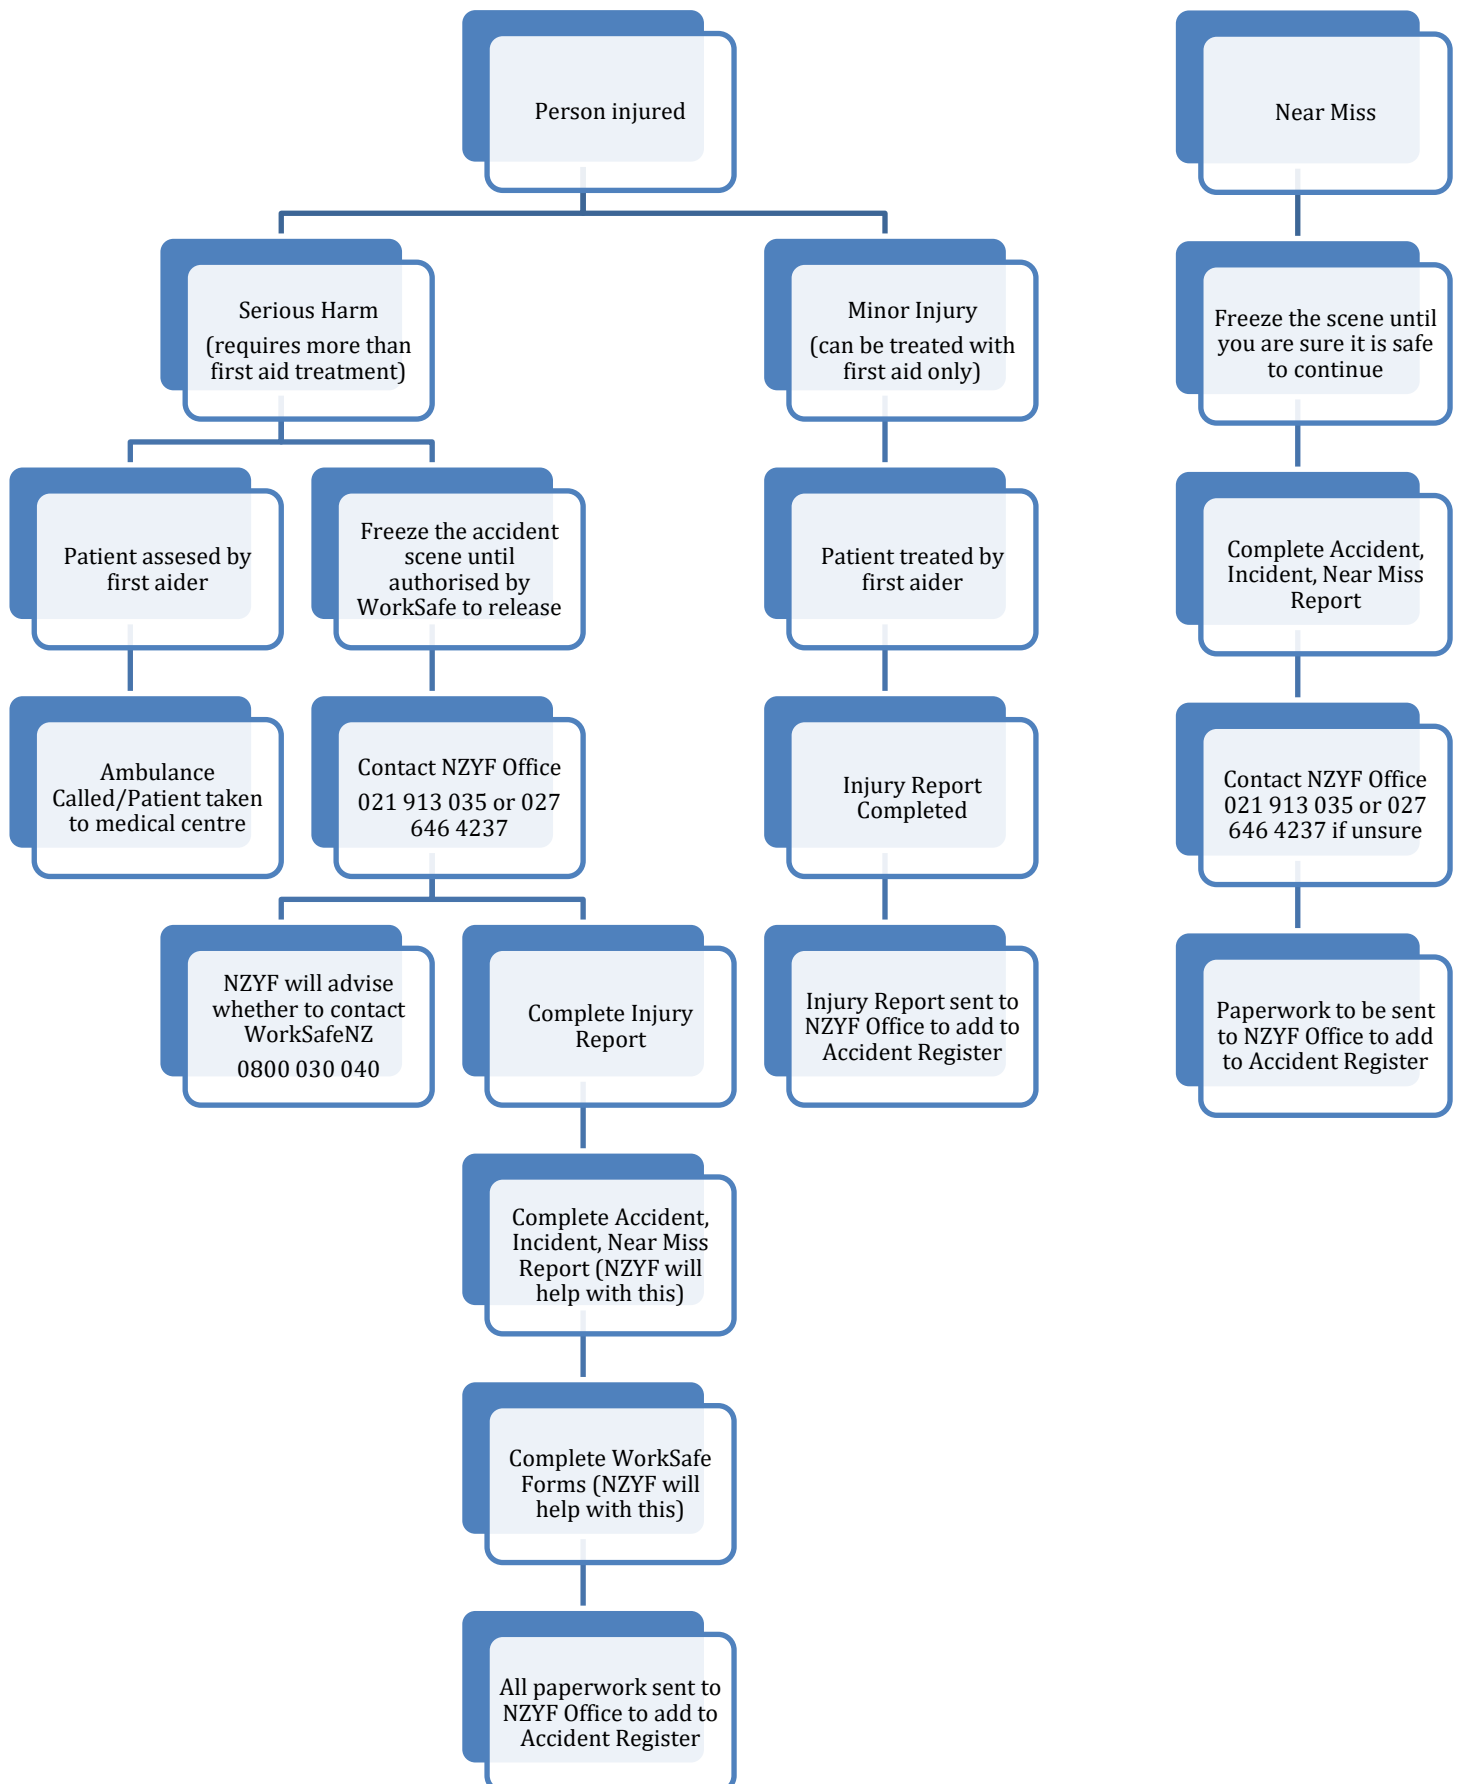 Person injured
Near Miss
Serious Harm
(requires more than
first aid treatment)
Minor Injury
(can be treated with
first aid only)
Freeze the scene until
you are sure it is safe
to continue
Patient assesed by
first aider
Freeze the accident
scene until
authorised by
WorkSafe to release
Patient treated by
first aider
Complete Accident,
Incident, Near Miss
Report
Ambulance
Called/Patient taken
to medical centre
Contact NZYF Office
021 913 035 or 027
646 4237
Injury Report
Completed
Contact NZYF Office
021 913 035 or 027
646 4237 if unsure
NZYF will advise
whether to contact
WorkSafeNZ
0800 030 040
Complete Injury
Report
Injury Report sent to
NZYF Office to add to
Accident Register
Paperwork to be sent
to NZYF Office to add
to Accident Register
Complete Accident,
Incident, Near Miss
Report (NZYF will
help with this)
Complete WorkSafe
Forms (NZYF will
help with this)
All paperwork sent to
NZYF Office to add to
Accident Register